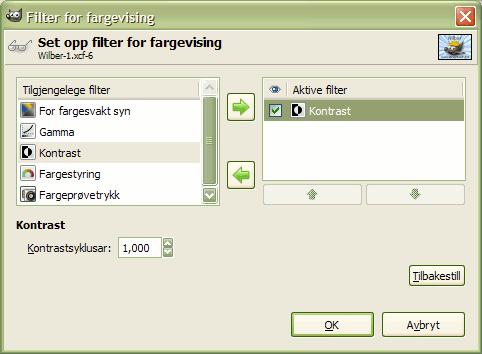 Filter for fargevising
Set opp filter for fargevising
Wilber-1.xcf-6
Tilgjengelege filter
For fargesvakt syn
Gamma
Kontrast
Fargestyring
Fargeprøvetrykk
Aktive filter
Kontrast
Kontrast
Kontrastsyklusar: 1,000
Tilbakestill
OK
Avbryt